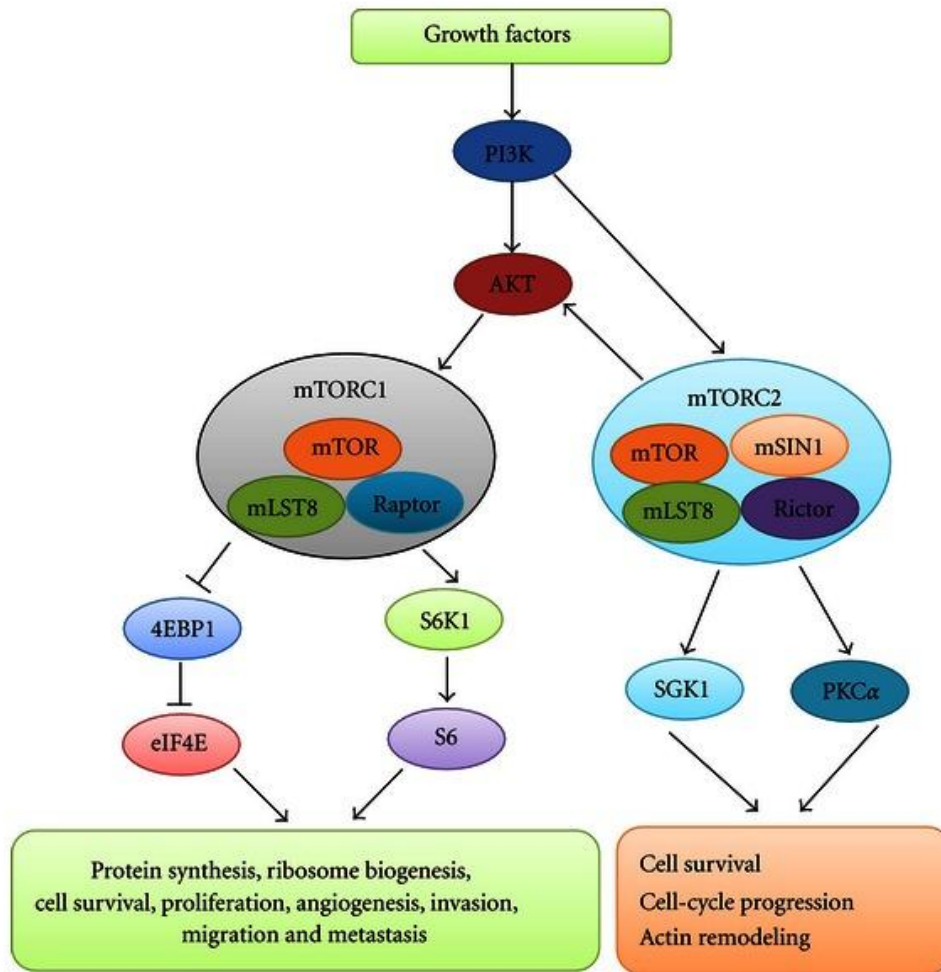 Growth factors
PI3K
AKT
mTORC1
mTOR
mLST8
Raptor
mTORC2
mTOR
mSIN1
mLST8
Rictor
4EBP1
S6K1
eIF4E
S6
SGK1
PKCα
Protein synthesis, ribosome biogenesis,
cell survival, proliferation, angiogenesis, invasion,
migration and metastasis
Cell survival
Cell-cycle progression
Actin remodeling